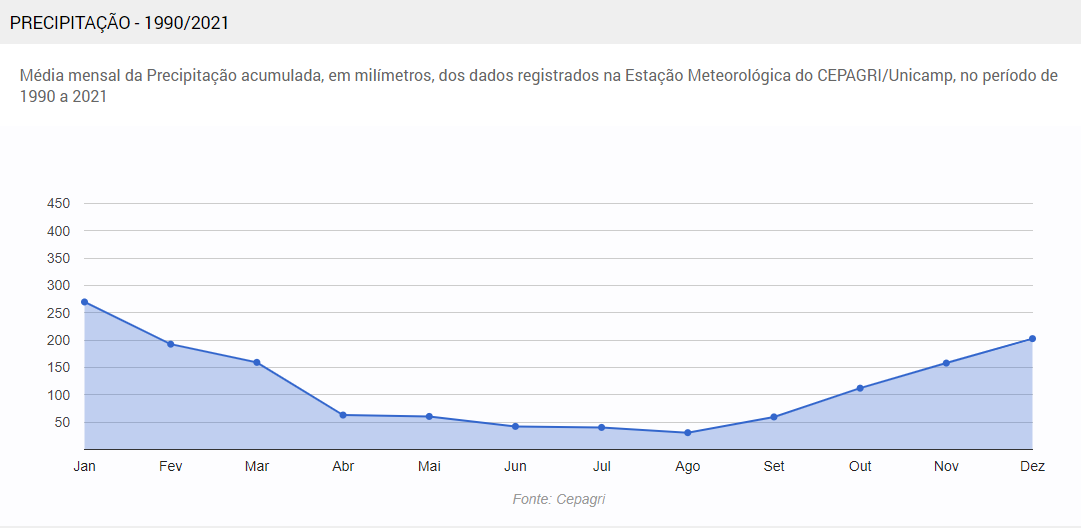 PRECIPITAÇÃO - 1990/2021
Média mensal da Precipitação acumulada, em milímetros, dos dados registrados na Estação Meteorológica do CEPAGRI/Unicamp, no período de
1990 a 2021
450
400
350
300
250
200
150
100
50
Jan Fev Mar Abr Mai Jun Jul Ago Set Out Nov Dez
Fonte: Cepagri